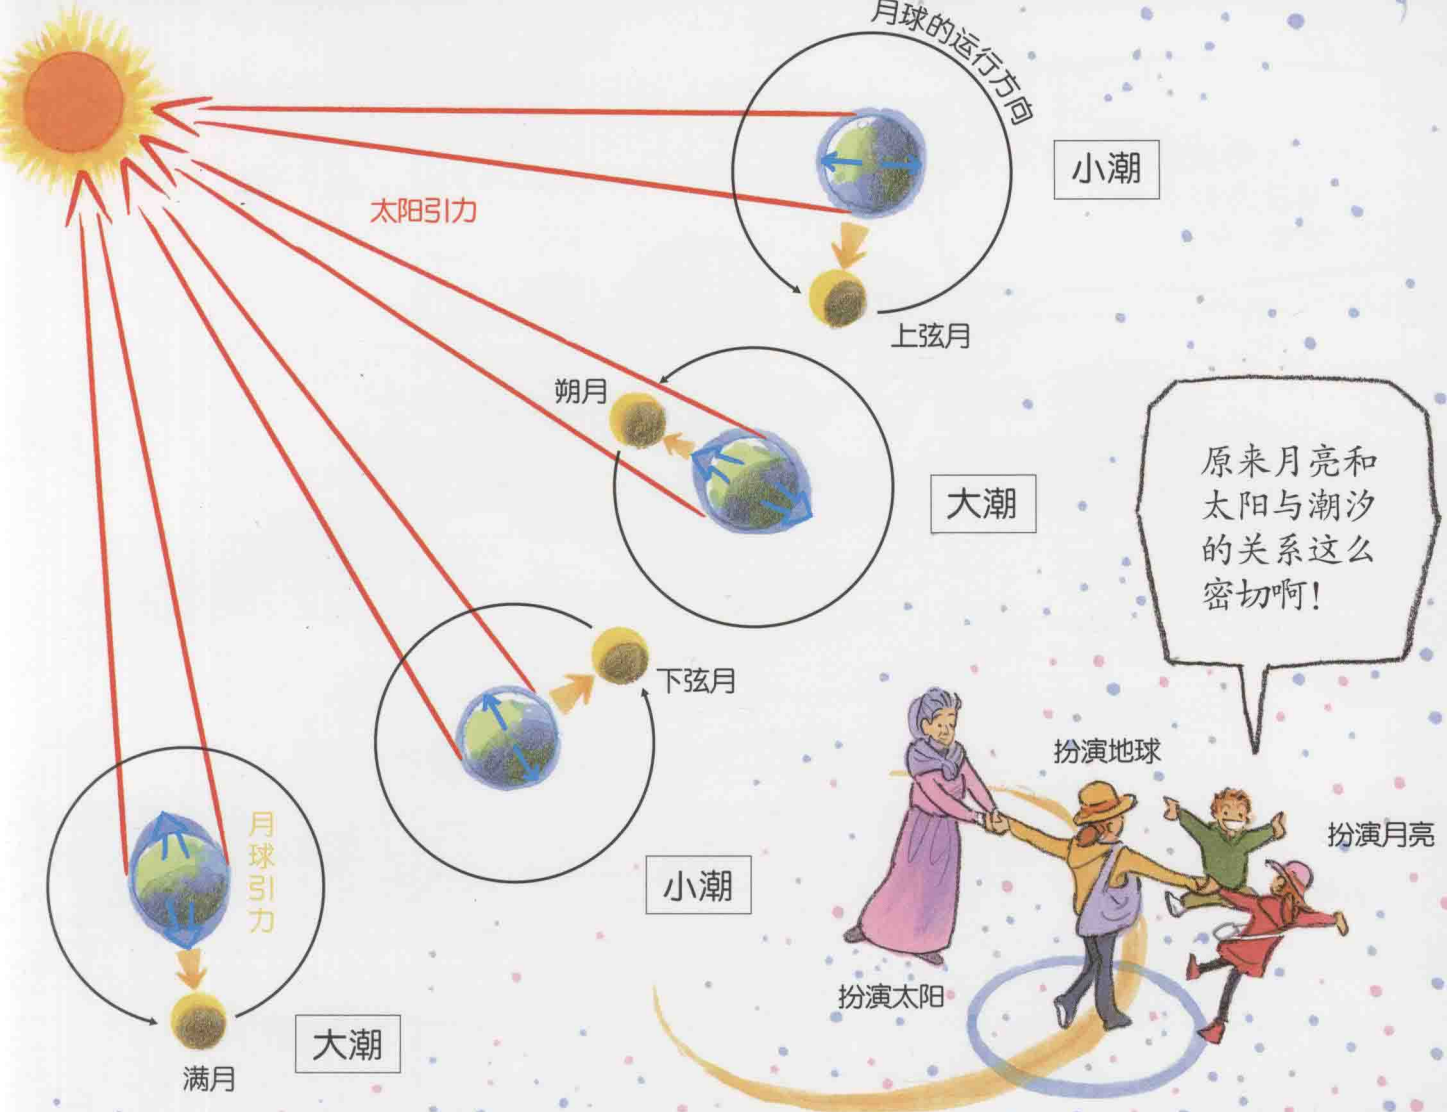 月球的运行方向
小潮
太阳引力
上弦月
朔月
大潮
原来月亮和
太阳与潮汐
的关系这么
密切啊！
下弦月
扮演地球
月球引力
扮演月亮
小潮
扮演太阳
大潮
满月